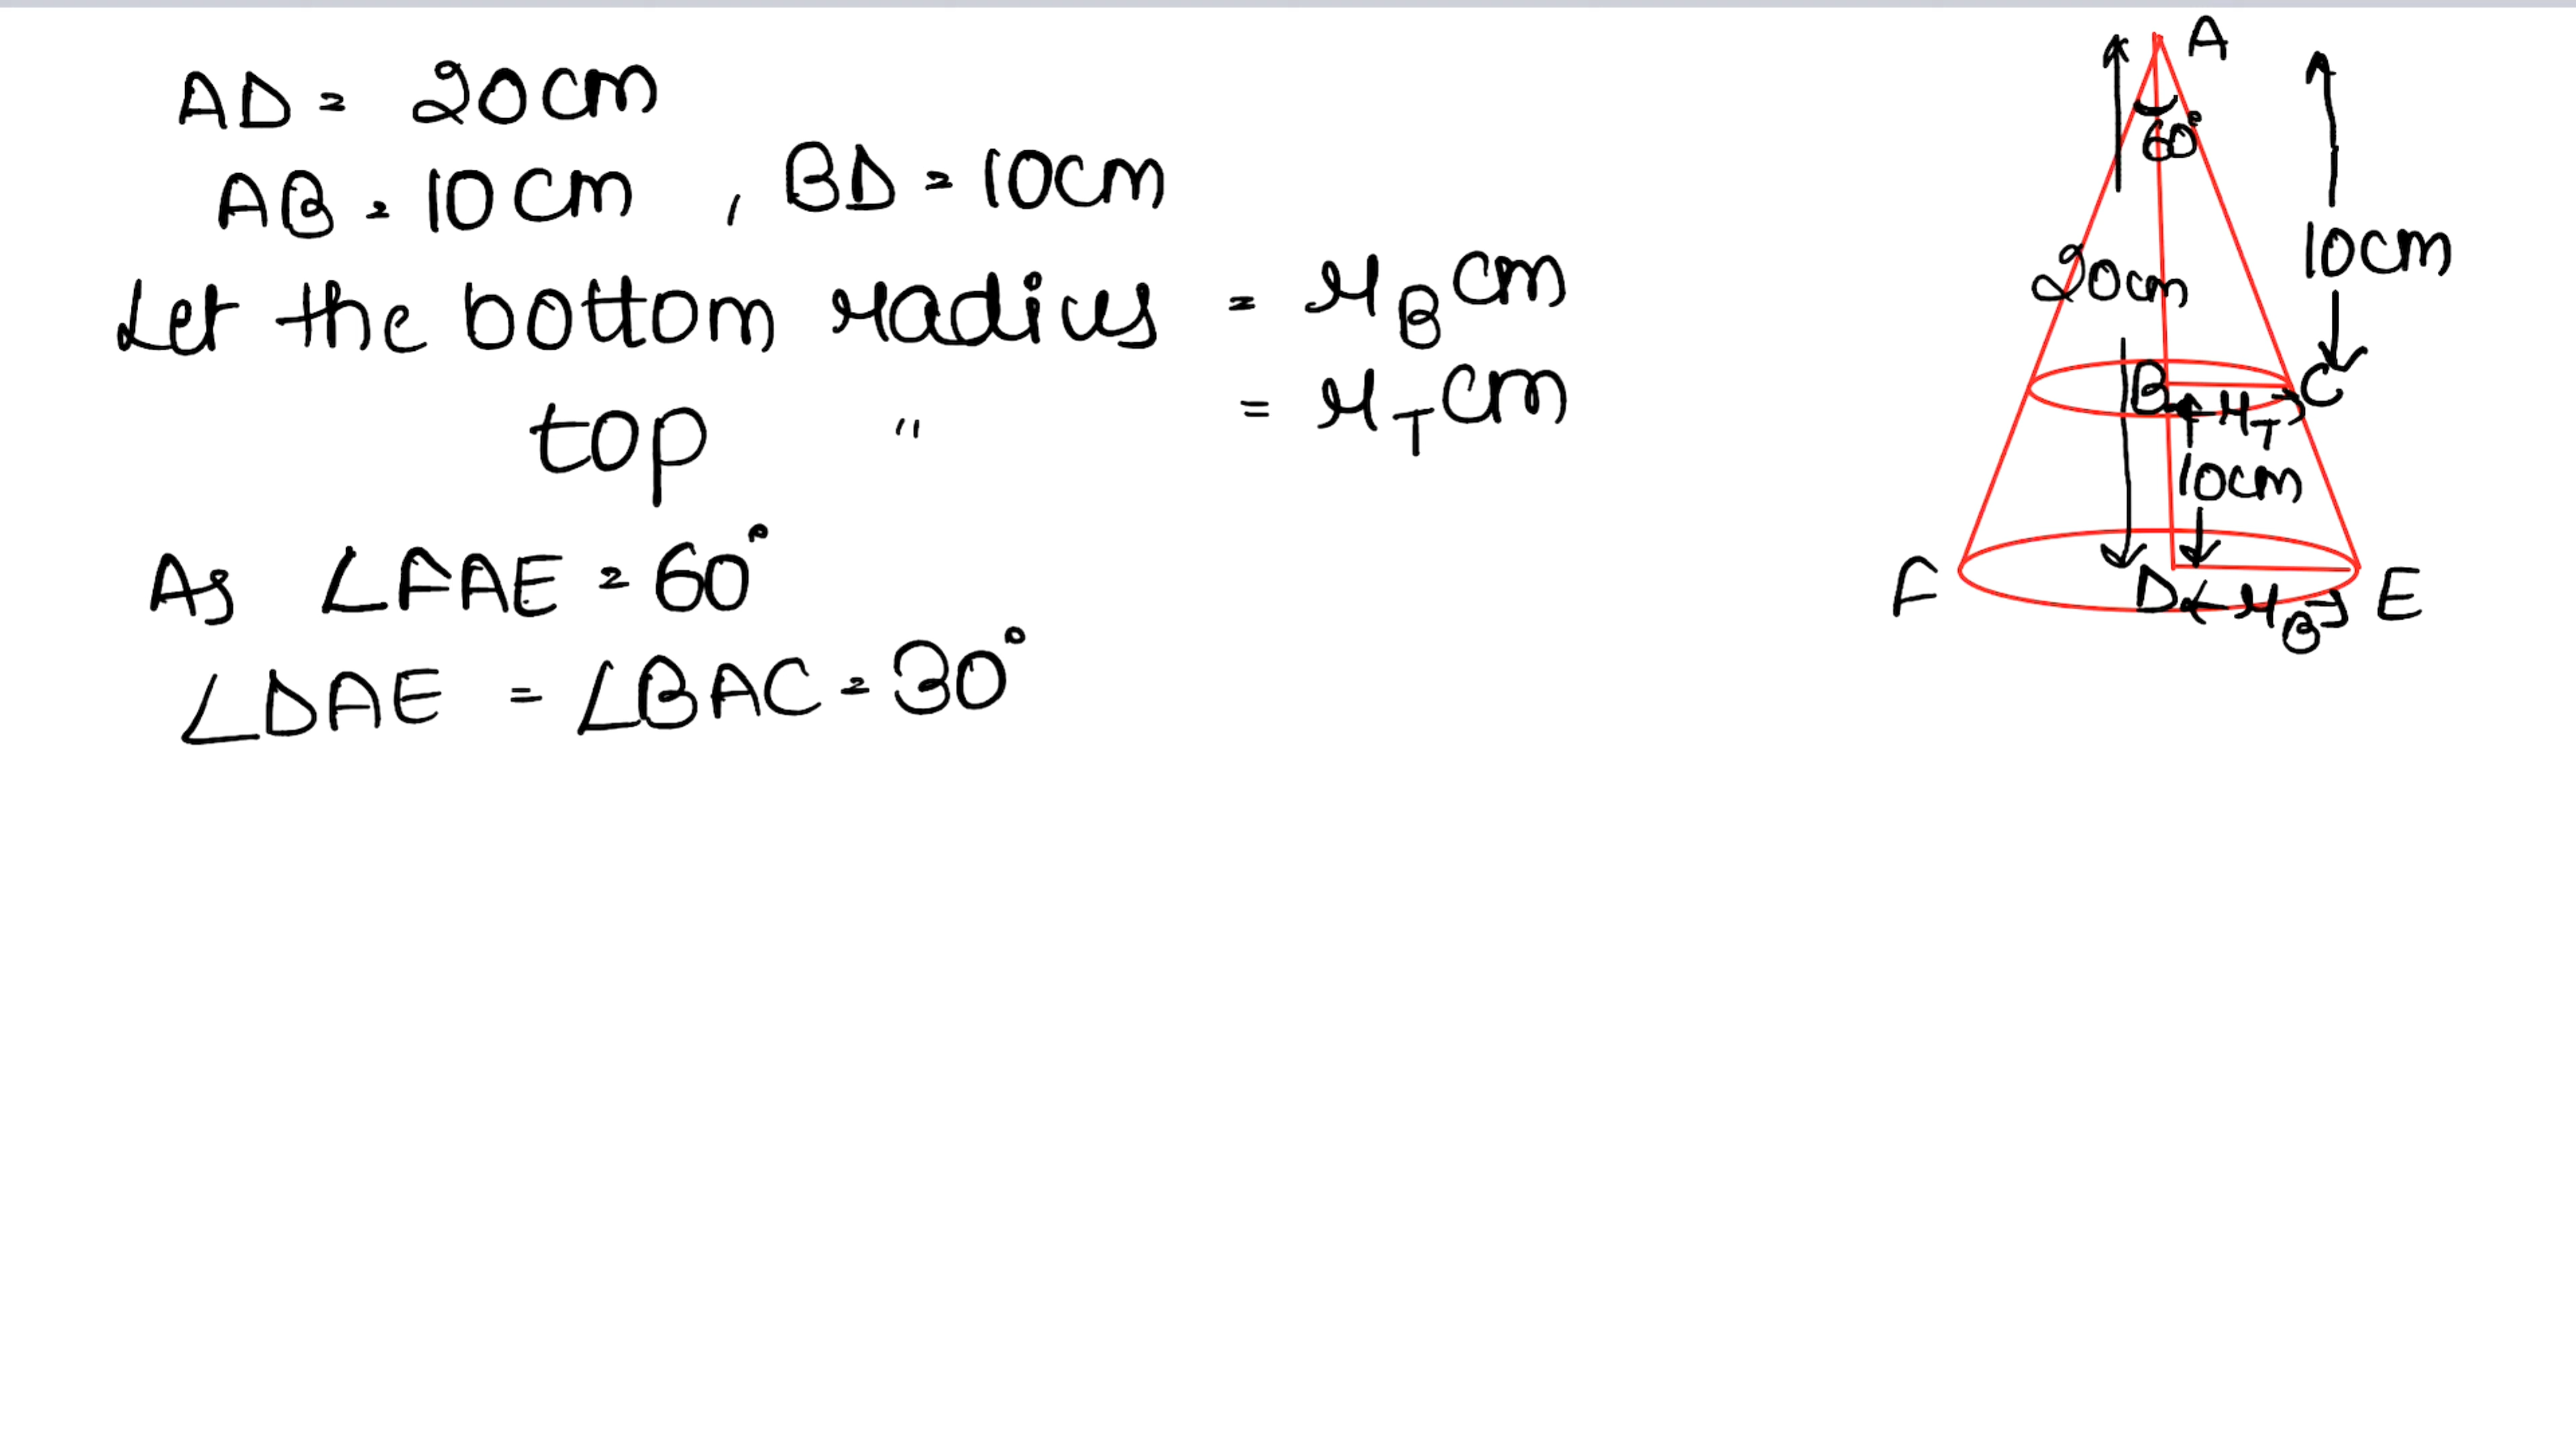 AD = 20cm
AB = 10cm , BD = 10cm
Let the bottom radius = r_B cm
top " = r_T cm
As ∠FAE = 60°
∠DAE = ∠BAC = 30°
A
60°
10cm
20cm
B
C
r_T
10cm
F
D
r_B
E